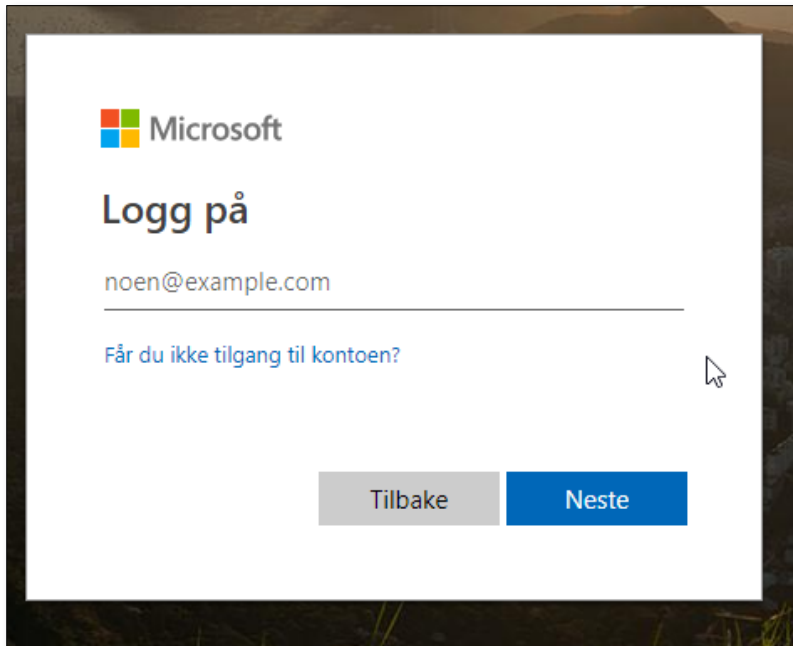 Microsoft
Logg på
noen@example.com
Får du ikke tilgang til kontoen?
Tilbake Neste